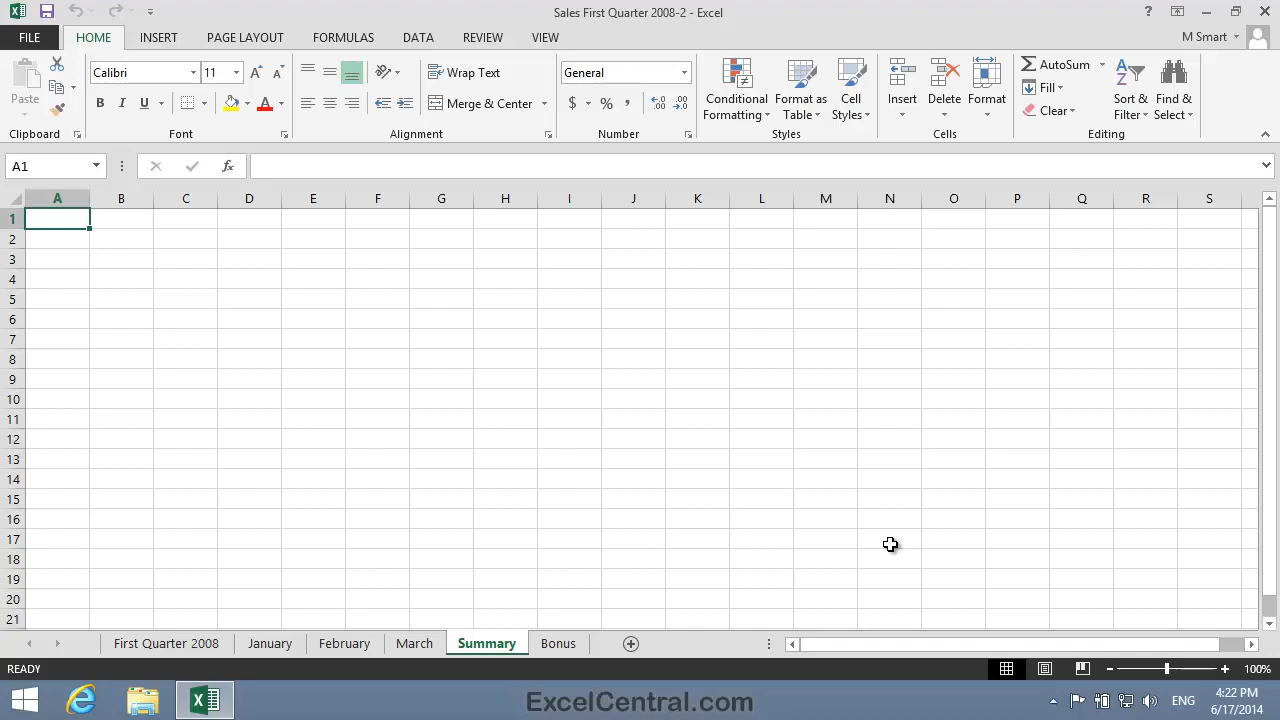 Sales First Quarter 2008-2 - Excel
?
FILE HOME INSERT PAGE LAYOUT FORMULAS DATA REVIEW VIEW M Smart
Paste
Calibri 11
B I U A
Wrap Text
Merge & Center
General
$ % ,
Conditional Formatting
Format as Table
Cell Styles
Insert
Delete
Format
AutoSum
Fill
Clear
Sort & Filter
Find & Select
Clipboard Font Alignment Number Styles Cells Editing
A1 fx
A B C D E F G H I J K L M N O P Q R S
1
2
3
4
5
6
7
8
9
10
11
12
13
14
15
16
17
18
19
20
21
First Quarter 2008 January February March Summary Bonus
READY 100%
ExcelCentral.com
ENG
4:22 PM
6/17/2014